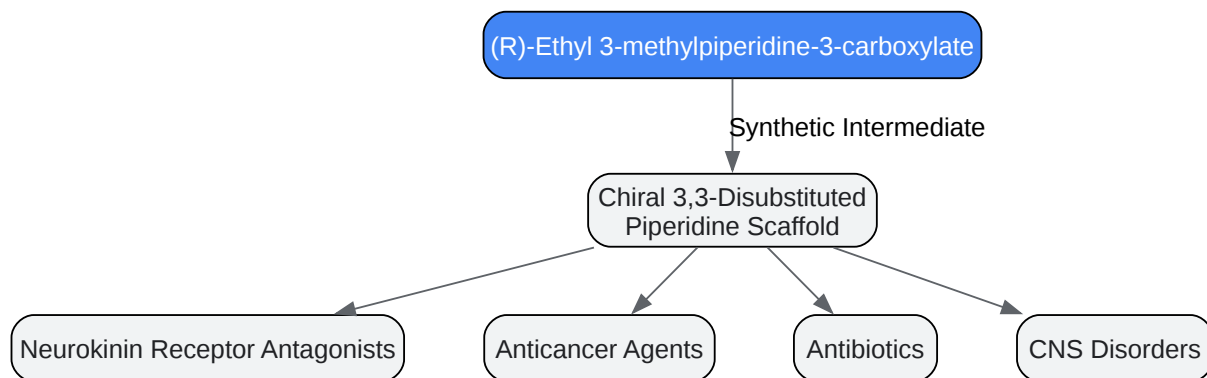 (R)-Ethyl 3-methylpiperidine-3-carboxylate
Synthetic Intermediate
Chiral 3,3-Disubstituted
Piperidine Scaffold
Neurokinin Receptor Antagonists
Anticancer Agents
Antibiotics
CNS Disorders